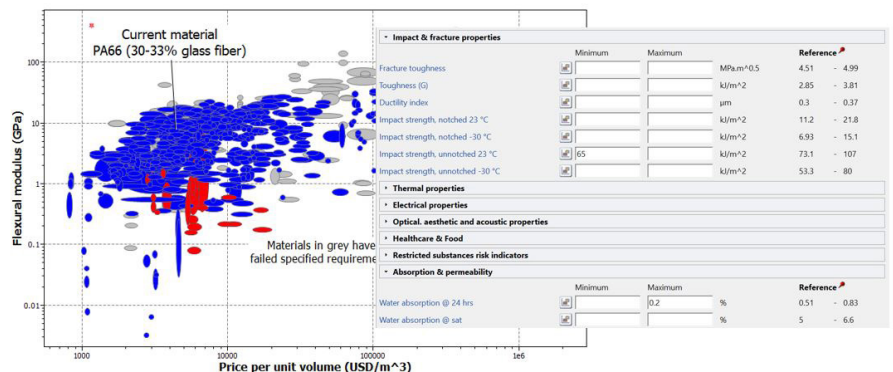 Current material
PA66 (30-33% glass fiber)
Flexural modulus (GPa)
100
10
1
0.1
0.01
Materials in grey have
failed specified requireme
1000
10000
100000
1e6
Price per unit volume (USD/m^3)
Impact & fracture properties
Minimum Maximum Reference
Fracture toughness MPa.m^0.5 4.51 - 4.99
Toughness (G) kJ/m^2 2.85 - 3.81
Ductility index µm 0.3 - 0.37
Impact strength, notched 23 °C kJ/m^2 11.2 - 21.8
Impact strength, notched -30 °C kJ/m^2 6.93 - 15.1
Impact strength, unnotched 23 °C 65 kJ/m^2 73.1 - 107
Impact strength, unnotched -30 °C kJ/m^2 53.3 - 80
Thermal properties
Electrical properties
Optical. aesthetic and acoustic properties
Healthcare & Food
Restricted substances risk indicators
Absorption & permeability
Minimum Maximum Reference
Water absorption @ 24 hrs 0.2 % 0.51 - 0.83
Water absorption @ sat % 5 - 6.6